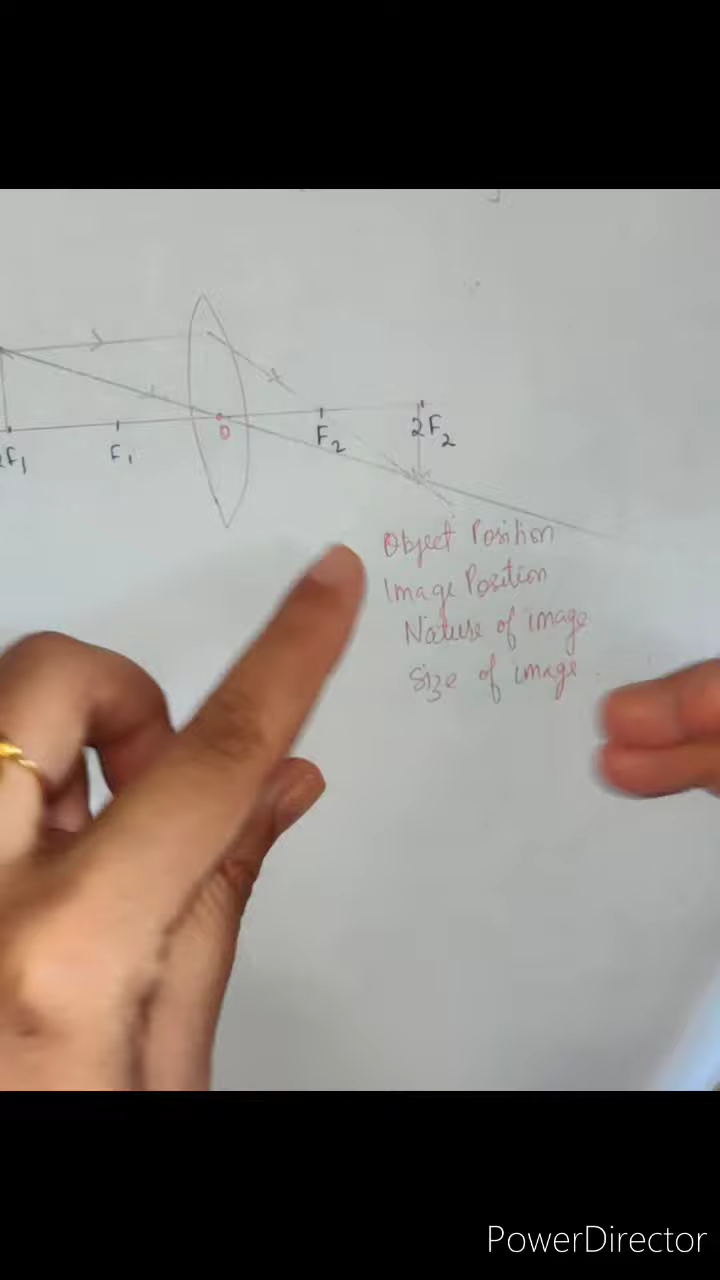 2F₁ F₁ O F₂ 2F₂
Object Position
Image Position
Nature of image
Size of image.
PowerDirector